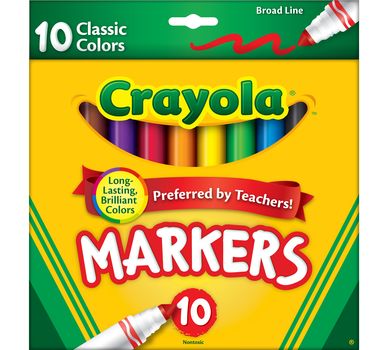 10 Classic
Colors
Broad Line
Crayola
Long-
Lasting,
Brilliant
Colors
Preferred by Teachers!
MARKERS
10
Nontoxic
®